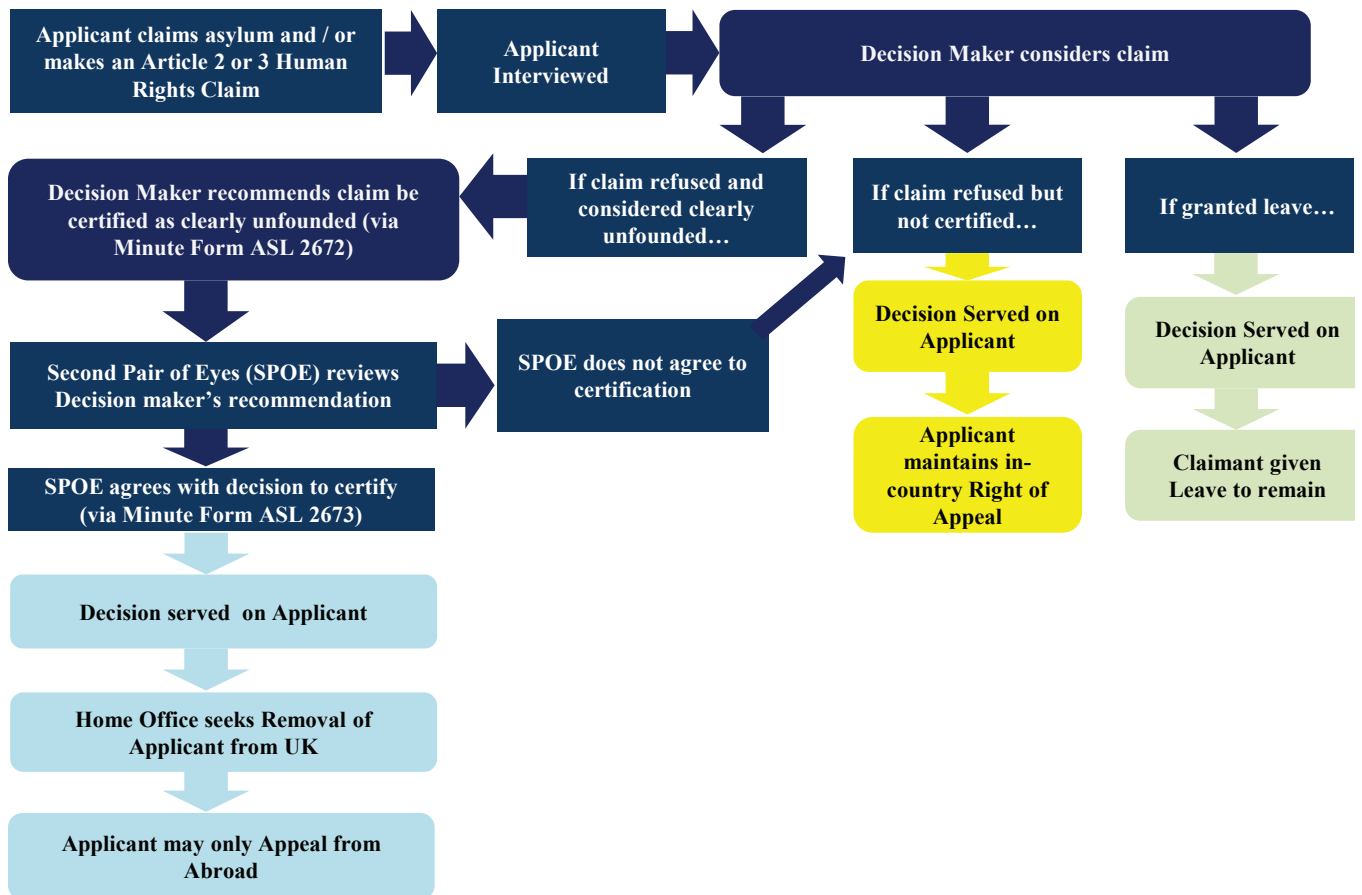 Applicant claims asylum and / or
makes an Article 2 or 3 Human
Rights Claim
Applicant
Interviewed
Decision Maker considers claim
Decision Maker recommends claim be
certified as clearly unfounded (via
Minute Form ASL 2672)
If claim refused and
considered clearly
unfounded…
If claim refused but
not certified…
If granted leave…
Second Pair of Eyes (SPOE) reviews
Decision maker’s recommendation
SPOE does not agree to
certification
Decision Served on
Applicant
Decision Served on
Applicant
SPOE agrees with decision to certify
(via Minute Form ASL 2673)
Applicant
maintains in-
country Right of
Appeal
Claimant given
Leave to remain
Decision served on Applicant
Home Office seeks Removal of
Applicant from UK
Applicant may only Appeal from
Abroad